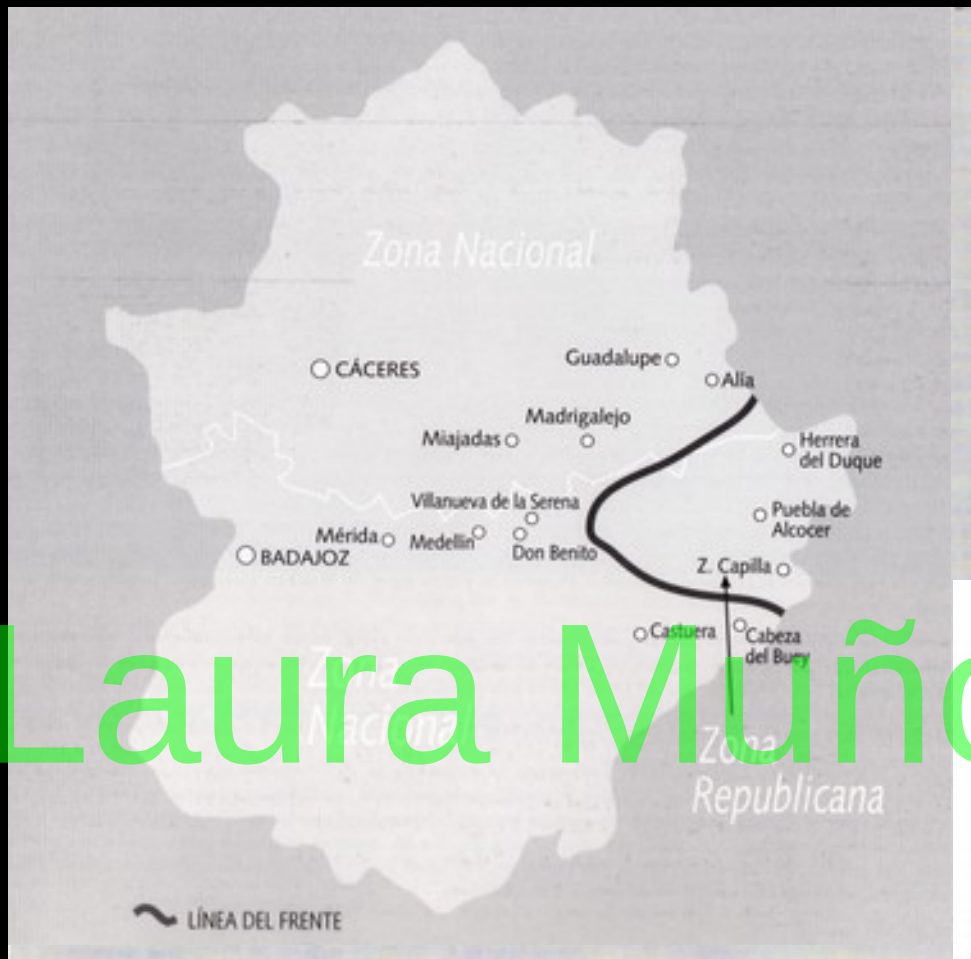 Zona Nacional
Guadalupe
CÁCERES
Alía
Madrigalejo
Miajadas
Herrera
del Duque
Villanueva de la Serena
Puebla de
Alcocer
Mérida
Medellín
Don Benito
BADAJOZ
Z. Capilla
Castuera
Cabeza
del Buey
Laura Muño
Zona
Nacional
Zona
Republicana
LÍNEA DEL FRENTE